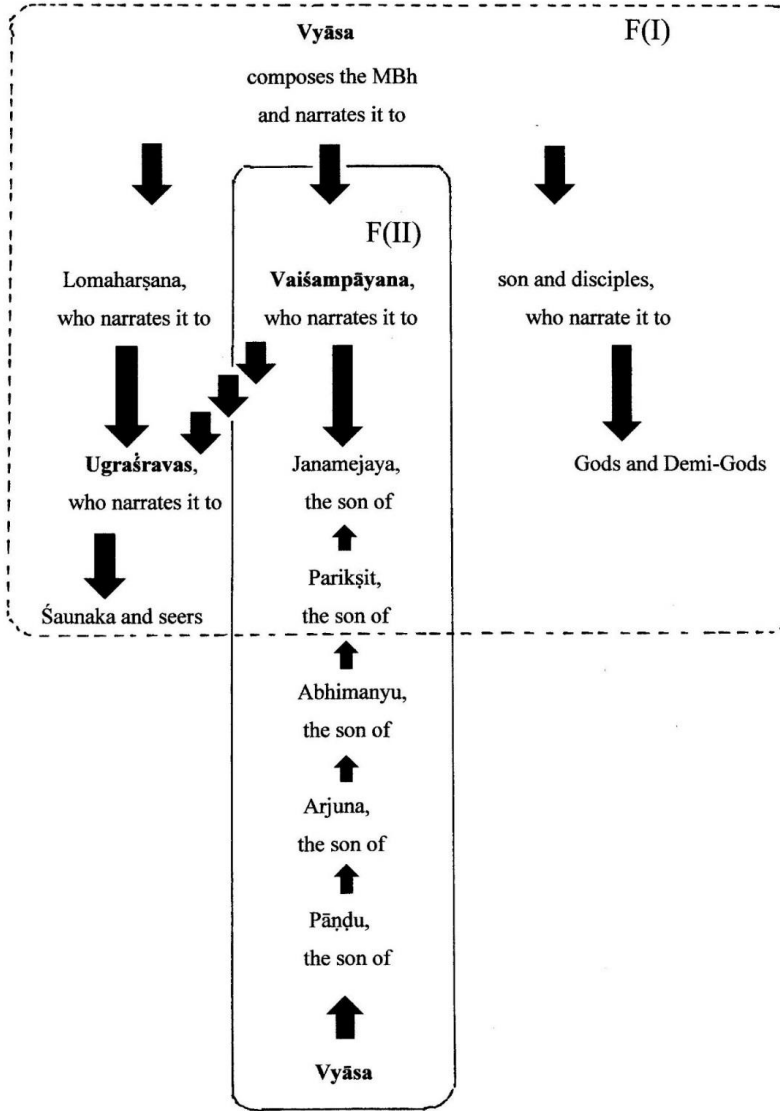 Vyāsa
F(I)
composes the MBh
and narrates it to
F(II)
Lomaharṣana,
who narrates it to
Vaiśampāyana,
who narrates it to
son and disciples,
who narrate it to
Ugraśravas,
who narrates it to
Janamejaya,
the son of
Gods and Demi-Gods
Śaunaka and seers
Parikṣit,
the son of
Abhimanyu,
the son of
Arjuna,
the son of
Pāṇḍu,
the son of
Vyāsa